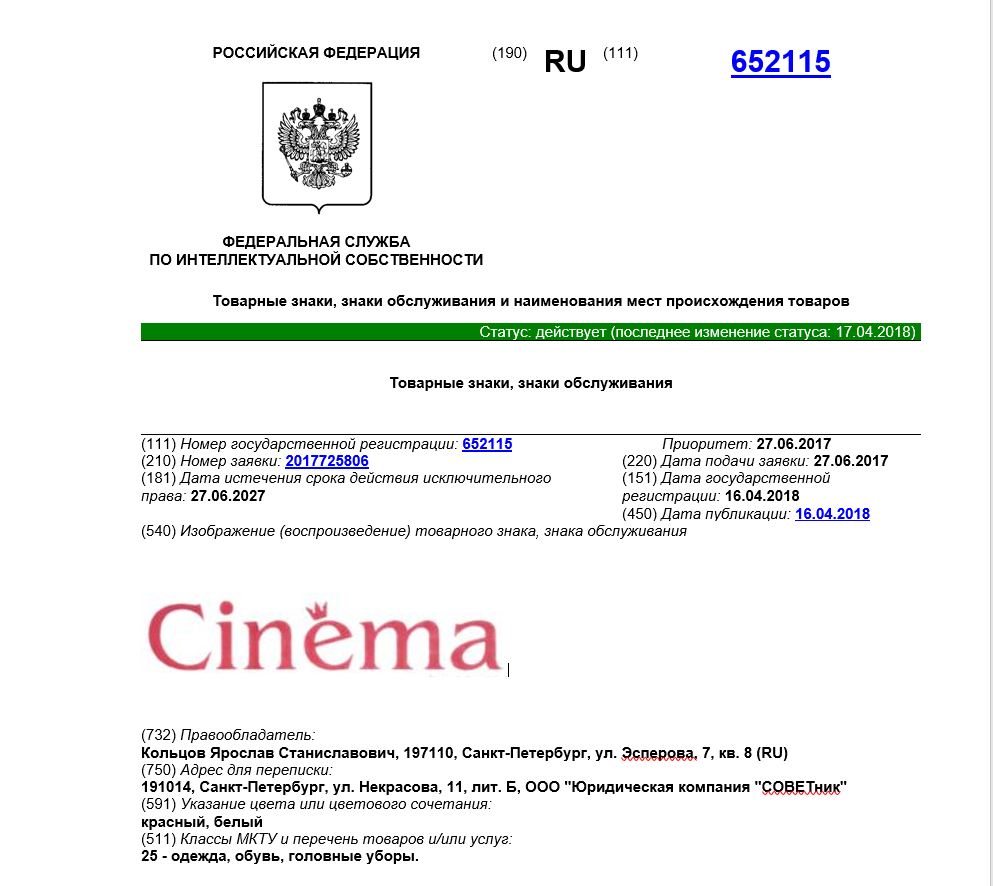 РОССИЙСКАЯ ФЕДЕРАЦИЯ (190) RU (111) 652115
ФЕДЕРАЛЬНАЯ СЛУЖБА
ПО ИНТЕЛЛЕКТУАЛЬНОЙ СОБСТВЕННОСТИ
Товарные знаки, знаки обслуживания и наименования мест происхождения товаров
Статус: действует (последнее изменение статуса: 17.04.2018)
Товарные знаки, знаки обслуживания
(111) Номер государственной регистрации: 652115
(210) Номер заявки: 2017725806
(181) Дата истечения срока действия исключительного
права: 27.06.2027
Приоритет: 27.06.2017
(220) Дата подачи заявки: 27.06.2017
(151) Дата государственной
регистрации: 16.04.2018
(450) Дата публикации: 16.04.2018
(540) Изображение (воспроизведение) товарного знака, знака обслуживания
Cinema
(732) Правообладатель:
Кольцов Ярослав Станиславович, 197110, Санкт-Петербург, ул. Эсперова, 7, кв. 8 (RU)
(750) Адрес для переписки:
191014, Санкт-Петербург, ул. Некрасова, 11, лит. Б, ООО "Юридическая компания "СОВЕТник"
(591) Указание цвета или цветового сочетания:
красный, белый
(511) Классы МКТУ и перечень товаров и/или услуг:
25 - одежда, обувь, головные уборы.